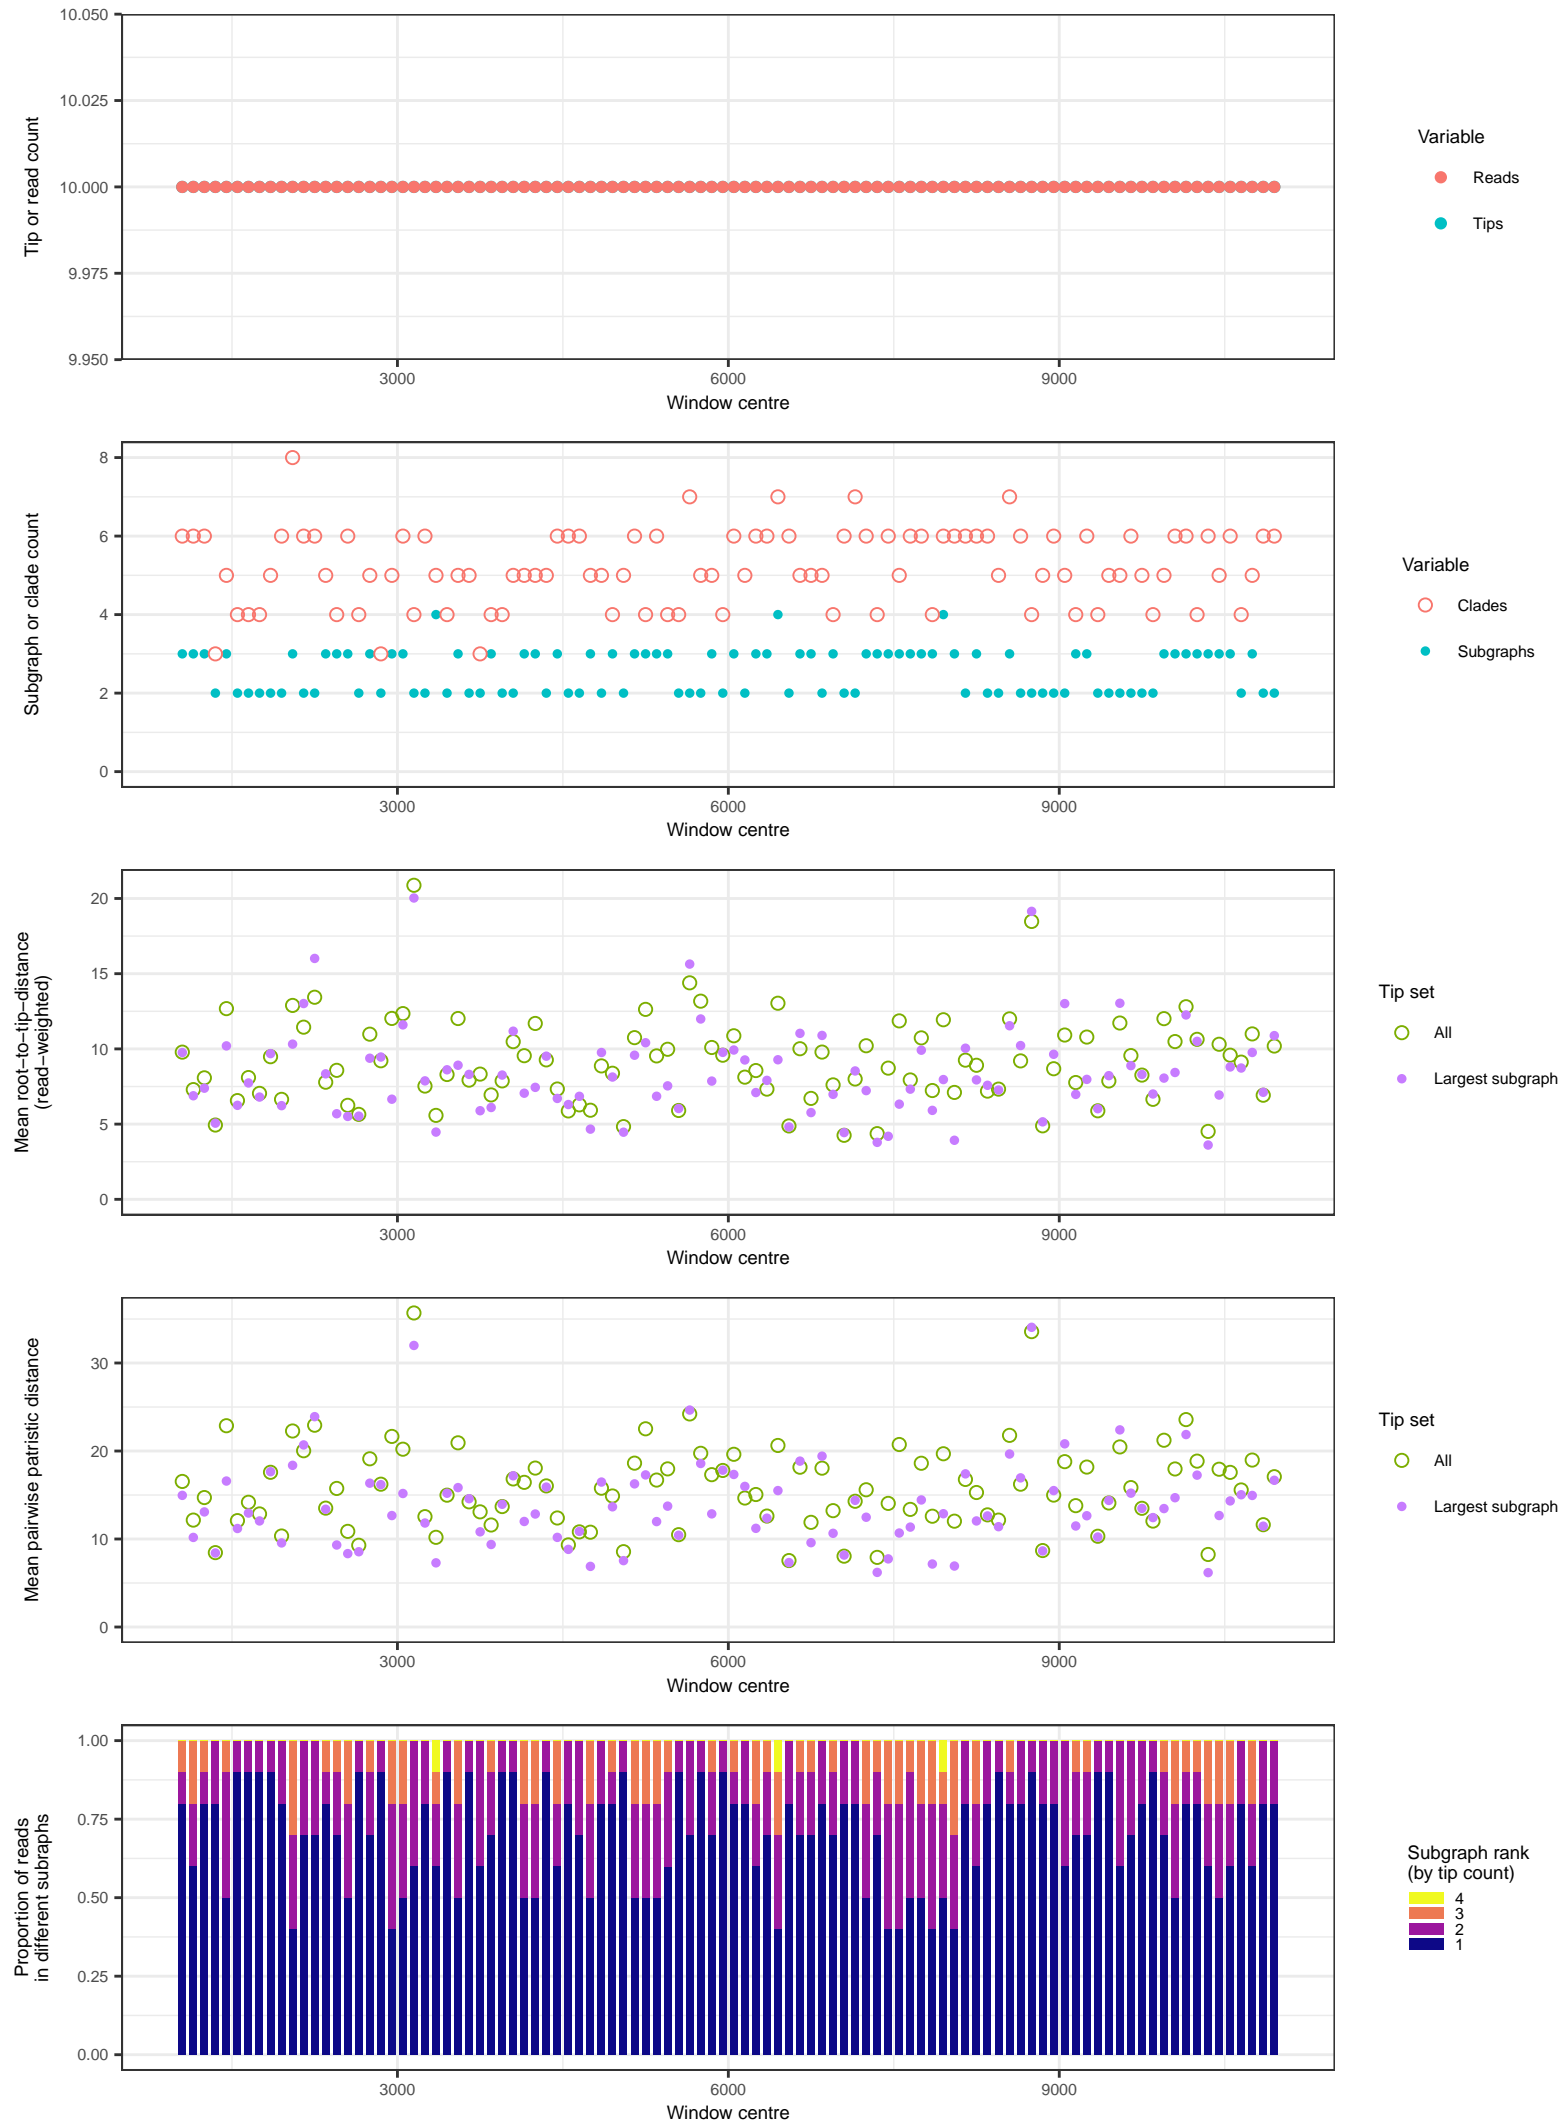 10.050
10.025
10.000
9.975
9.950
Tip or read count
3000 6000 9000
Window centre
Variable
Reads
Tips
8
6
4
2
0
Subgraph or clade count
3000 6000 9000
Window centre
Variable
Clades
Subgraphs
20
15
10
5
0
Mean root−to−tip−distance
(read−weighted)
3000 6000 9000
Window centre
Tip set
All
Largest subgraph
30
20
10
0
Mean pairwise patristic distance
3000 6000 9000
Window centre
Tip set
All
Largest subgraph
1.00
0.75
0.50
0.25
0.00
Proportion of reads
in different subraphs
3000 6000 9000
Window centre
Subgraph rank
(by tip count)
4
3
2
1